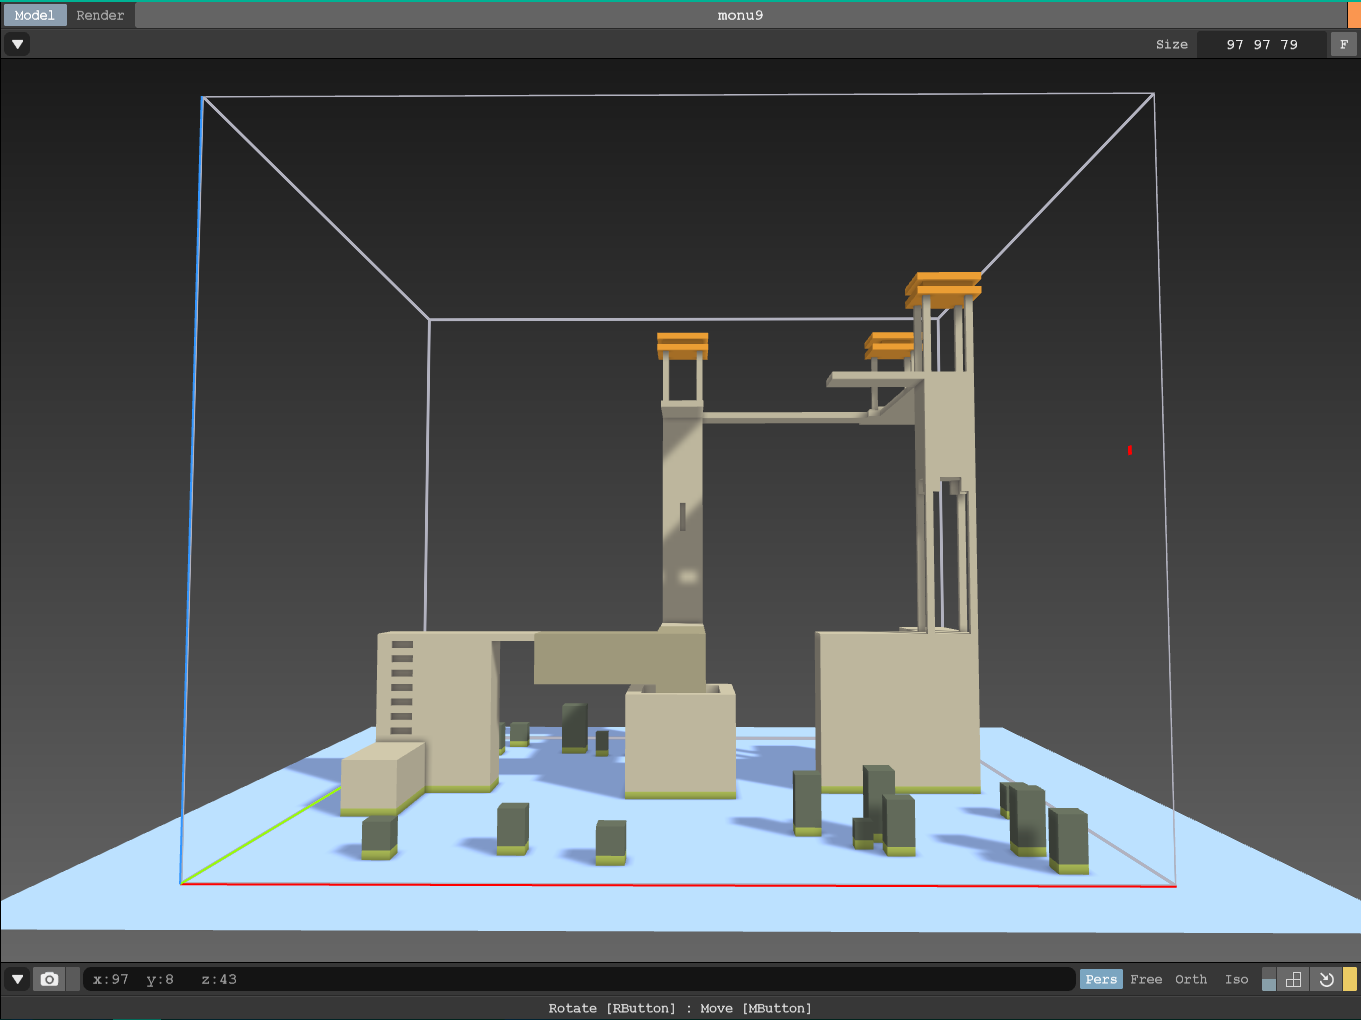 Model Render monu9
Size 97 97 79 F
x:97 y:8 z:43 Pers Free Orth Iso
Rotate [RButton] : Move [MButton]